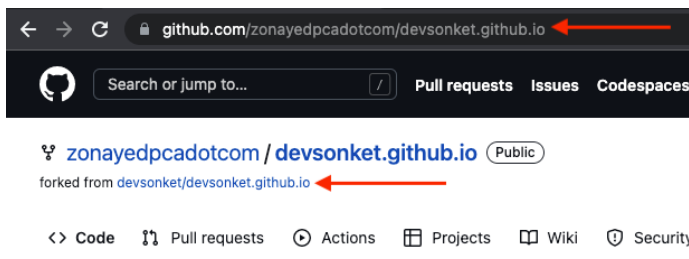 github.com/zonayedpcadotcom/devsonket.github.io
Search or jump to... / Pull requests Issues Codespaces
zonayedpcadotcom / devsonket.github.io Public
forked from devsonket/devsonket.github.io
<> Code Pull requests Actions Projects Wiki Security